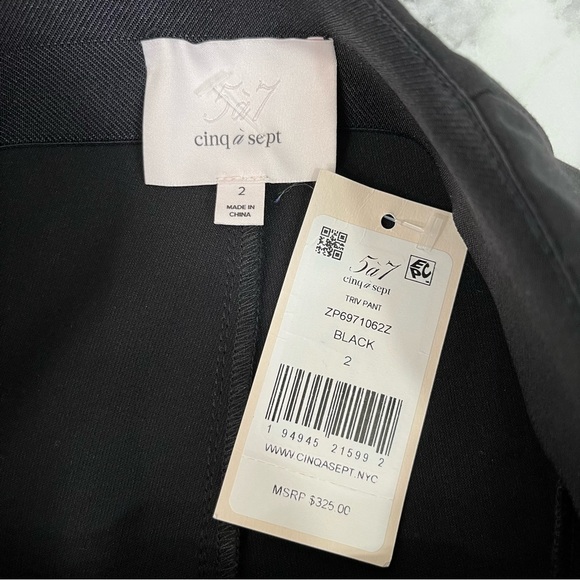 5à7
cinq à sept
2
MADE IN
CHINA
5à7
cinq à sept
TRIV PANT
ZP6971062Z
BLACK
2
1 94945 21599 2
WWW.CINQASEPT.NYC
MSRP $325.00